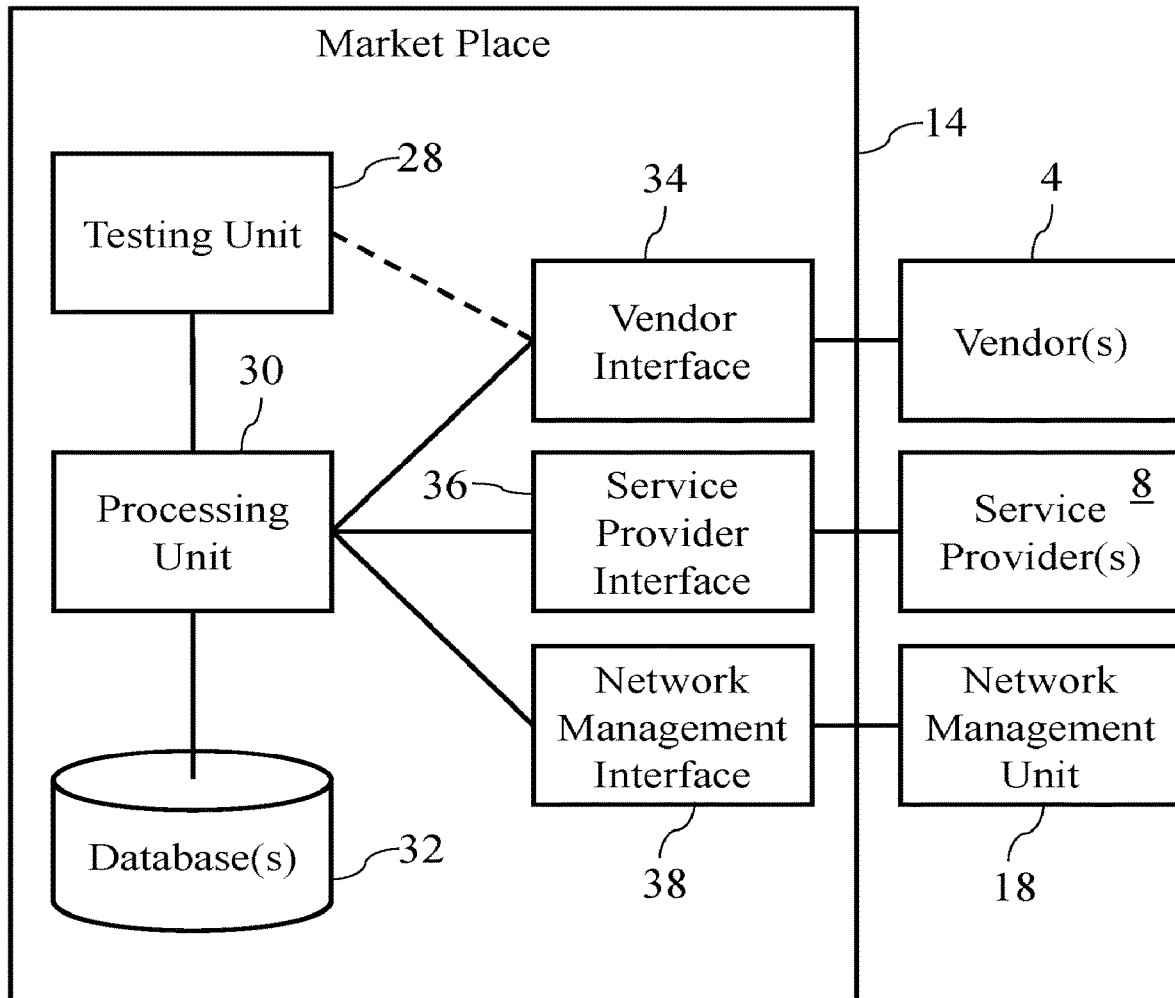 Market Place
14
28
Testing Unit
34
4
Vendor
Interface
Vendor(s)
30
Processing
Unit
36
Service
Provider
Interface
8
Service
Provider(s)
Network
Management
Interface
Network
Management
Unit
Database(s)
32
38
18